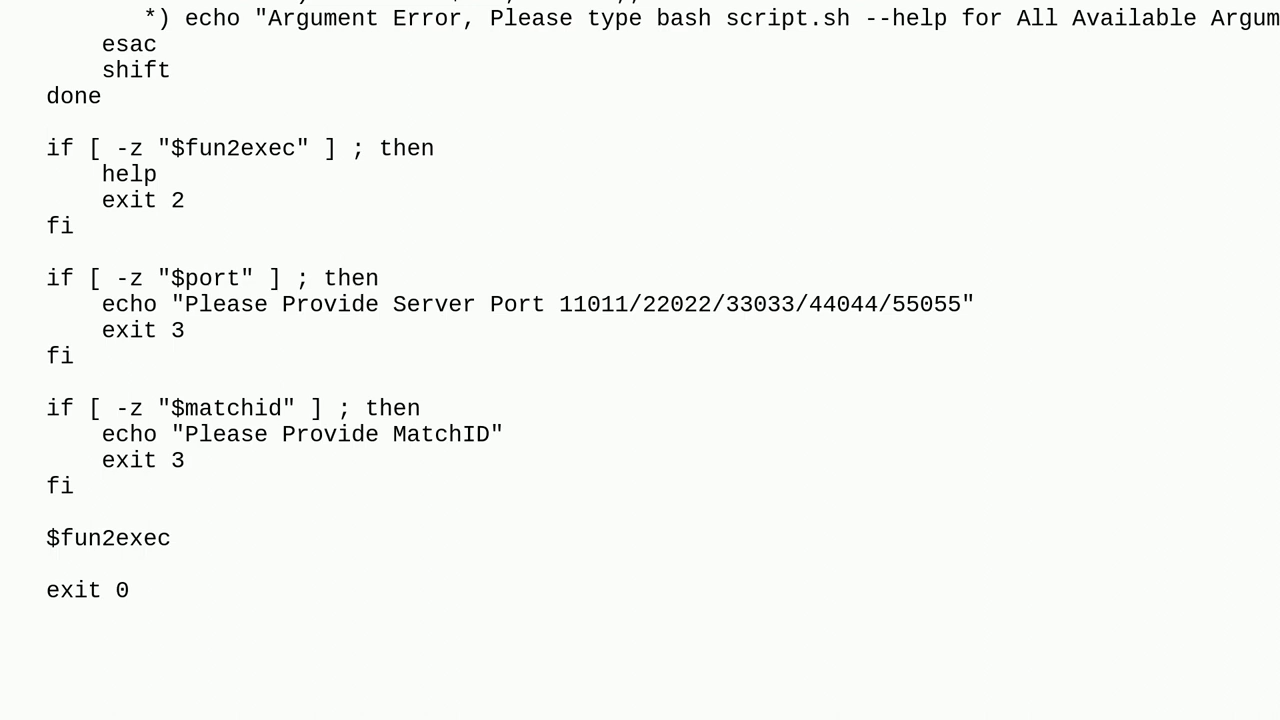 *) echo "Argument Error, Please type bash script.sh --help for All Available Argum
esac
shift
done
if [ -z "$fun2exec" ] ; then
help
exit 2
fi
if [ -z "$port" ] ; then
echo "Please Provide Server Port 11011/22022/33033/44044/55055"
exit 3
fi
if [ -z "$matchid" ] ; then
echo "Please Provide MatchID"
exit 3
fi
$fun2exec
exit 0